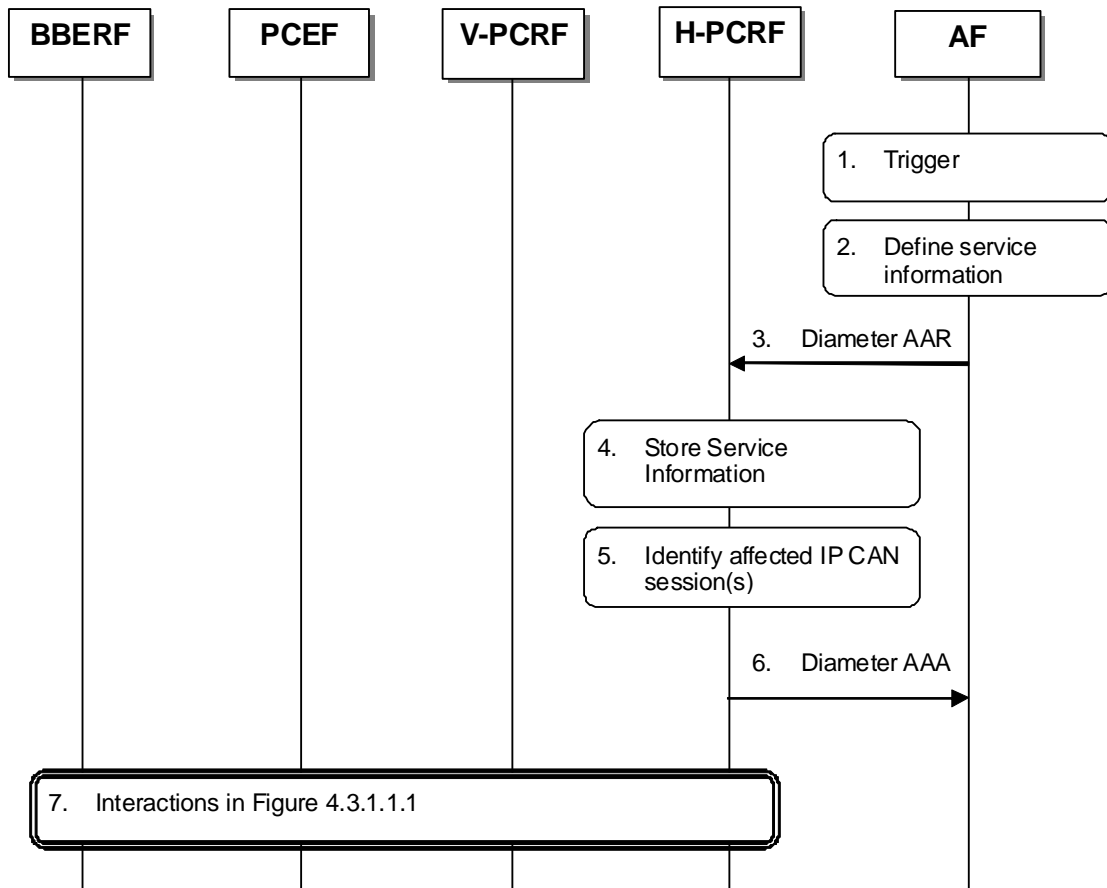 BBERF
PCEF
V-PCRF
H-PCRF
AF
1. Trigger
2. Define service
information
3. Diameter AAR
4. Store Service
Information
5. Identify affected IP CAN
session(s)
6. Diameter AAA
7. Interactions in Figure 4.3.1.1.1